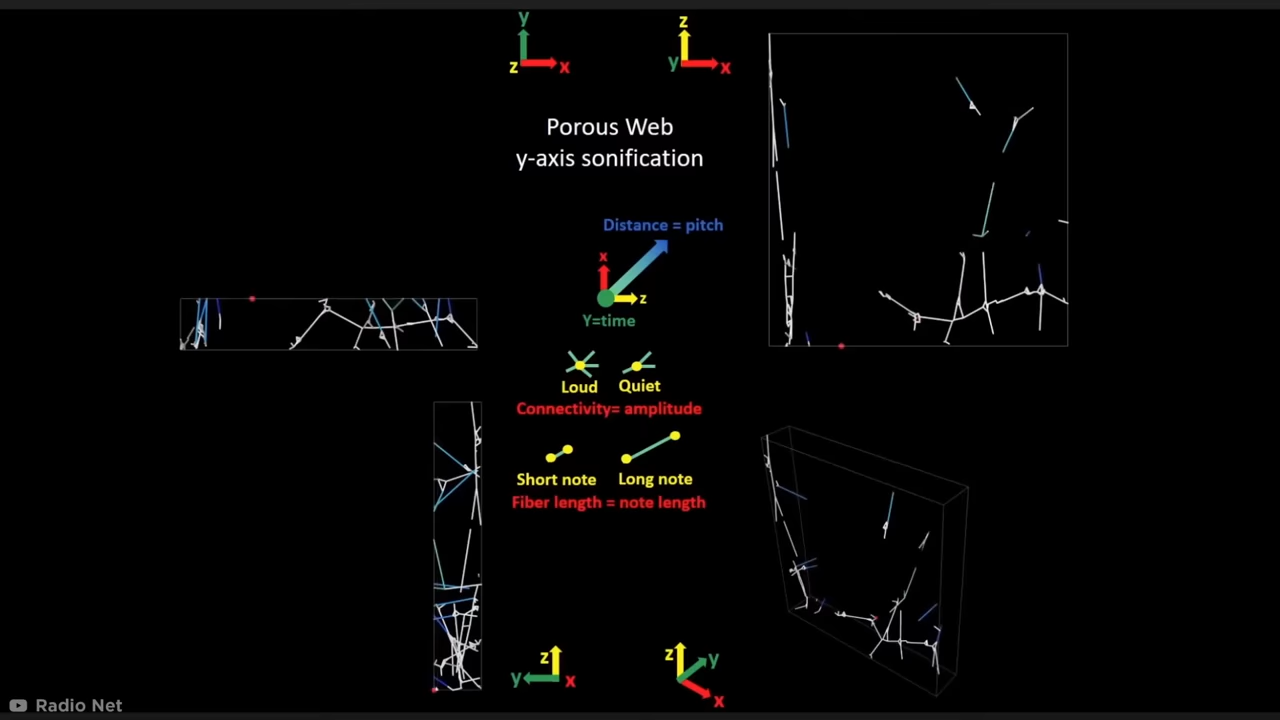 y
z
z
x
y
x
Porous Web
y-axis sonification
Distance = pitch
x
z
Y=time
Loud
Quiet
Connectivity= amplitude
Short note
Long note
Fiber length = note length
z
y
x
z
y
x
Radio Net